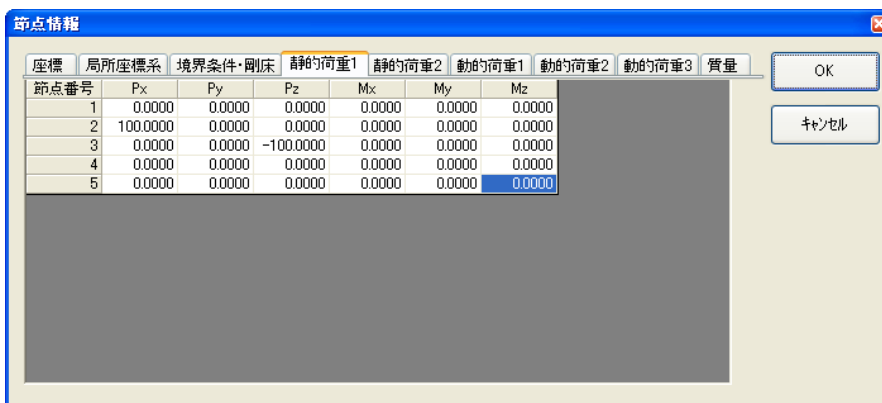 節点情報
座標 局所座標系 境界条件・剛床 静的荷重1 静的荷重2 動的荷重1 動的荷重2 動的荷重3 質量
OK
節点番号 Px Py Pz Mx My Mz
1 0.0000 0.0000 0.0000 0.0000 0.0000 0.0000
2 100.0000 0.0000 0.0000 0.0000 0.0000 0.0000
キャンセル
3 0.0000 0.0000 -100.0000 0.0000 0.0000 0.0000
4 0.0000 0.0000 0.0000 0.0000 0.0000 0.0000
5 0.0000 0.0000 0.0000 0.0000 0.0000 0.0000